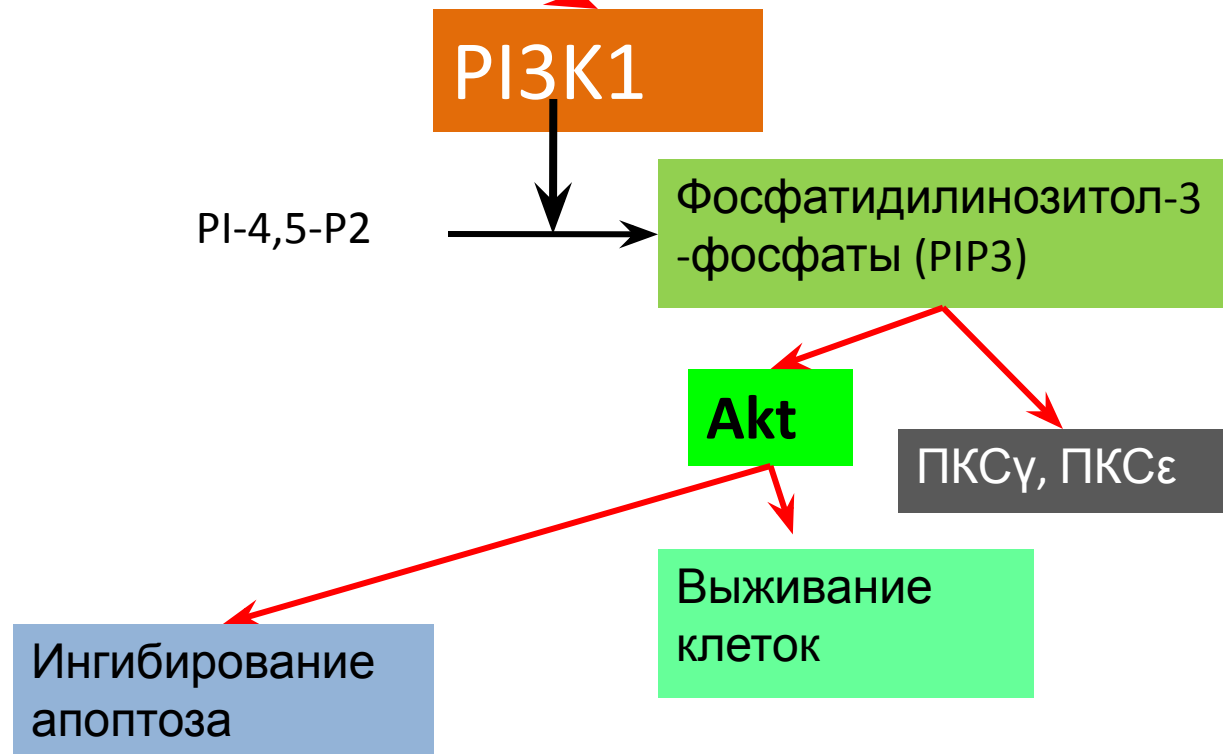 PI3K1
PI-4,5-P2
Фосфатидилинозитол-3
-фосфаты (PIP3)
Akt
ПКСγ, ПКСε
Выживание
клеток
Ингибирование
апоптоза